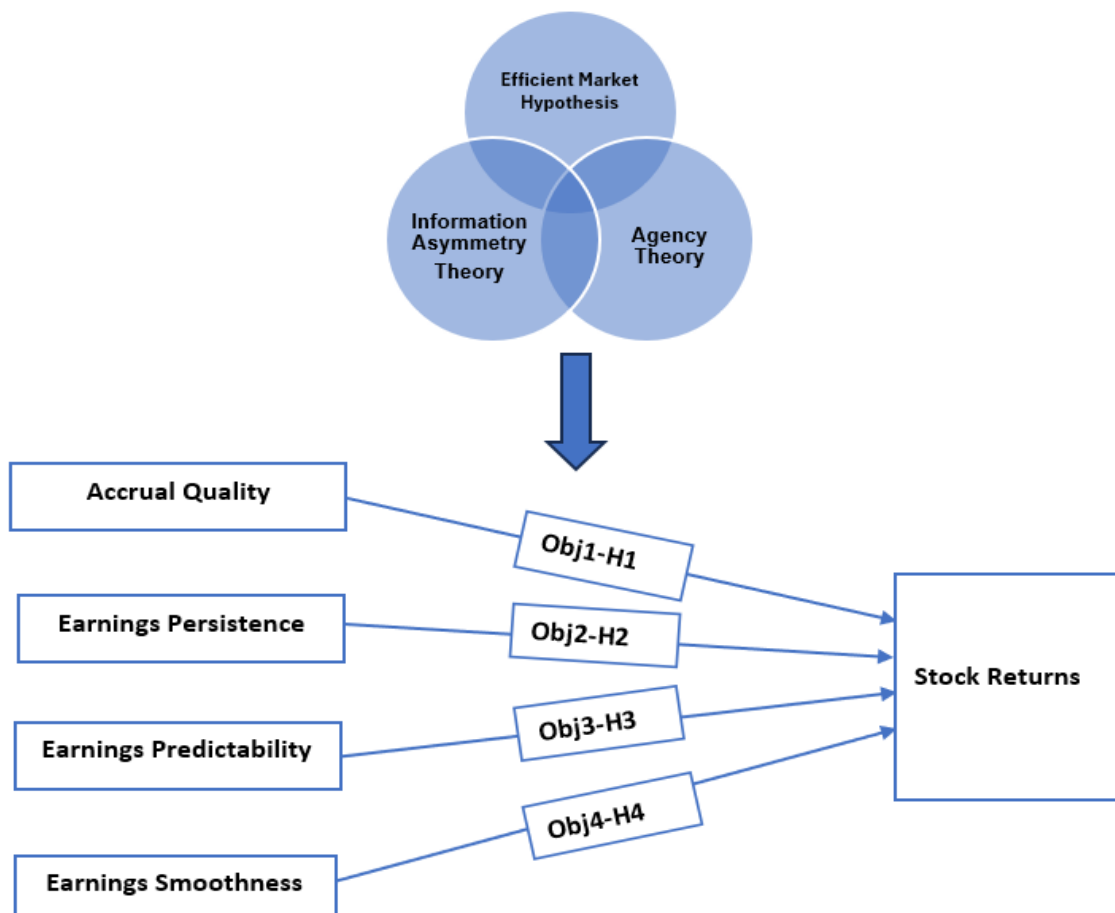 Efficient Market
Hypothesis
Information
Asymmetry
Theory
Agency
Theory
Accrual Quality
Obj1-H1
Earnings Persistence
Obj2-H2
Stock Returns
Earnings Predictability
Obj3-H3
Obj4-H4
Earnings Smoothness